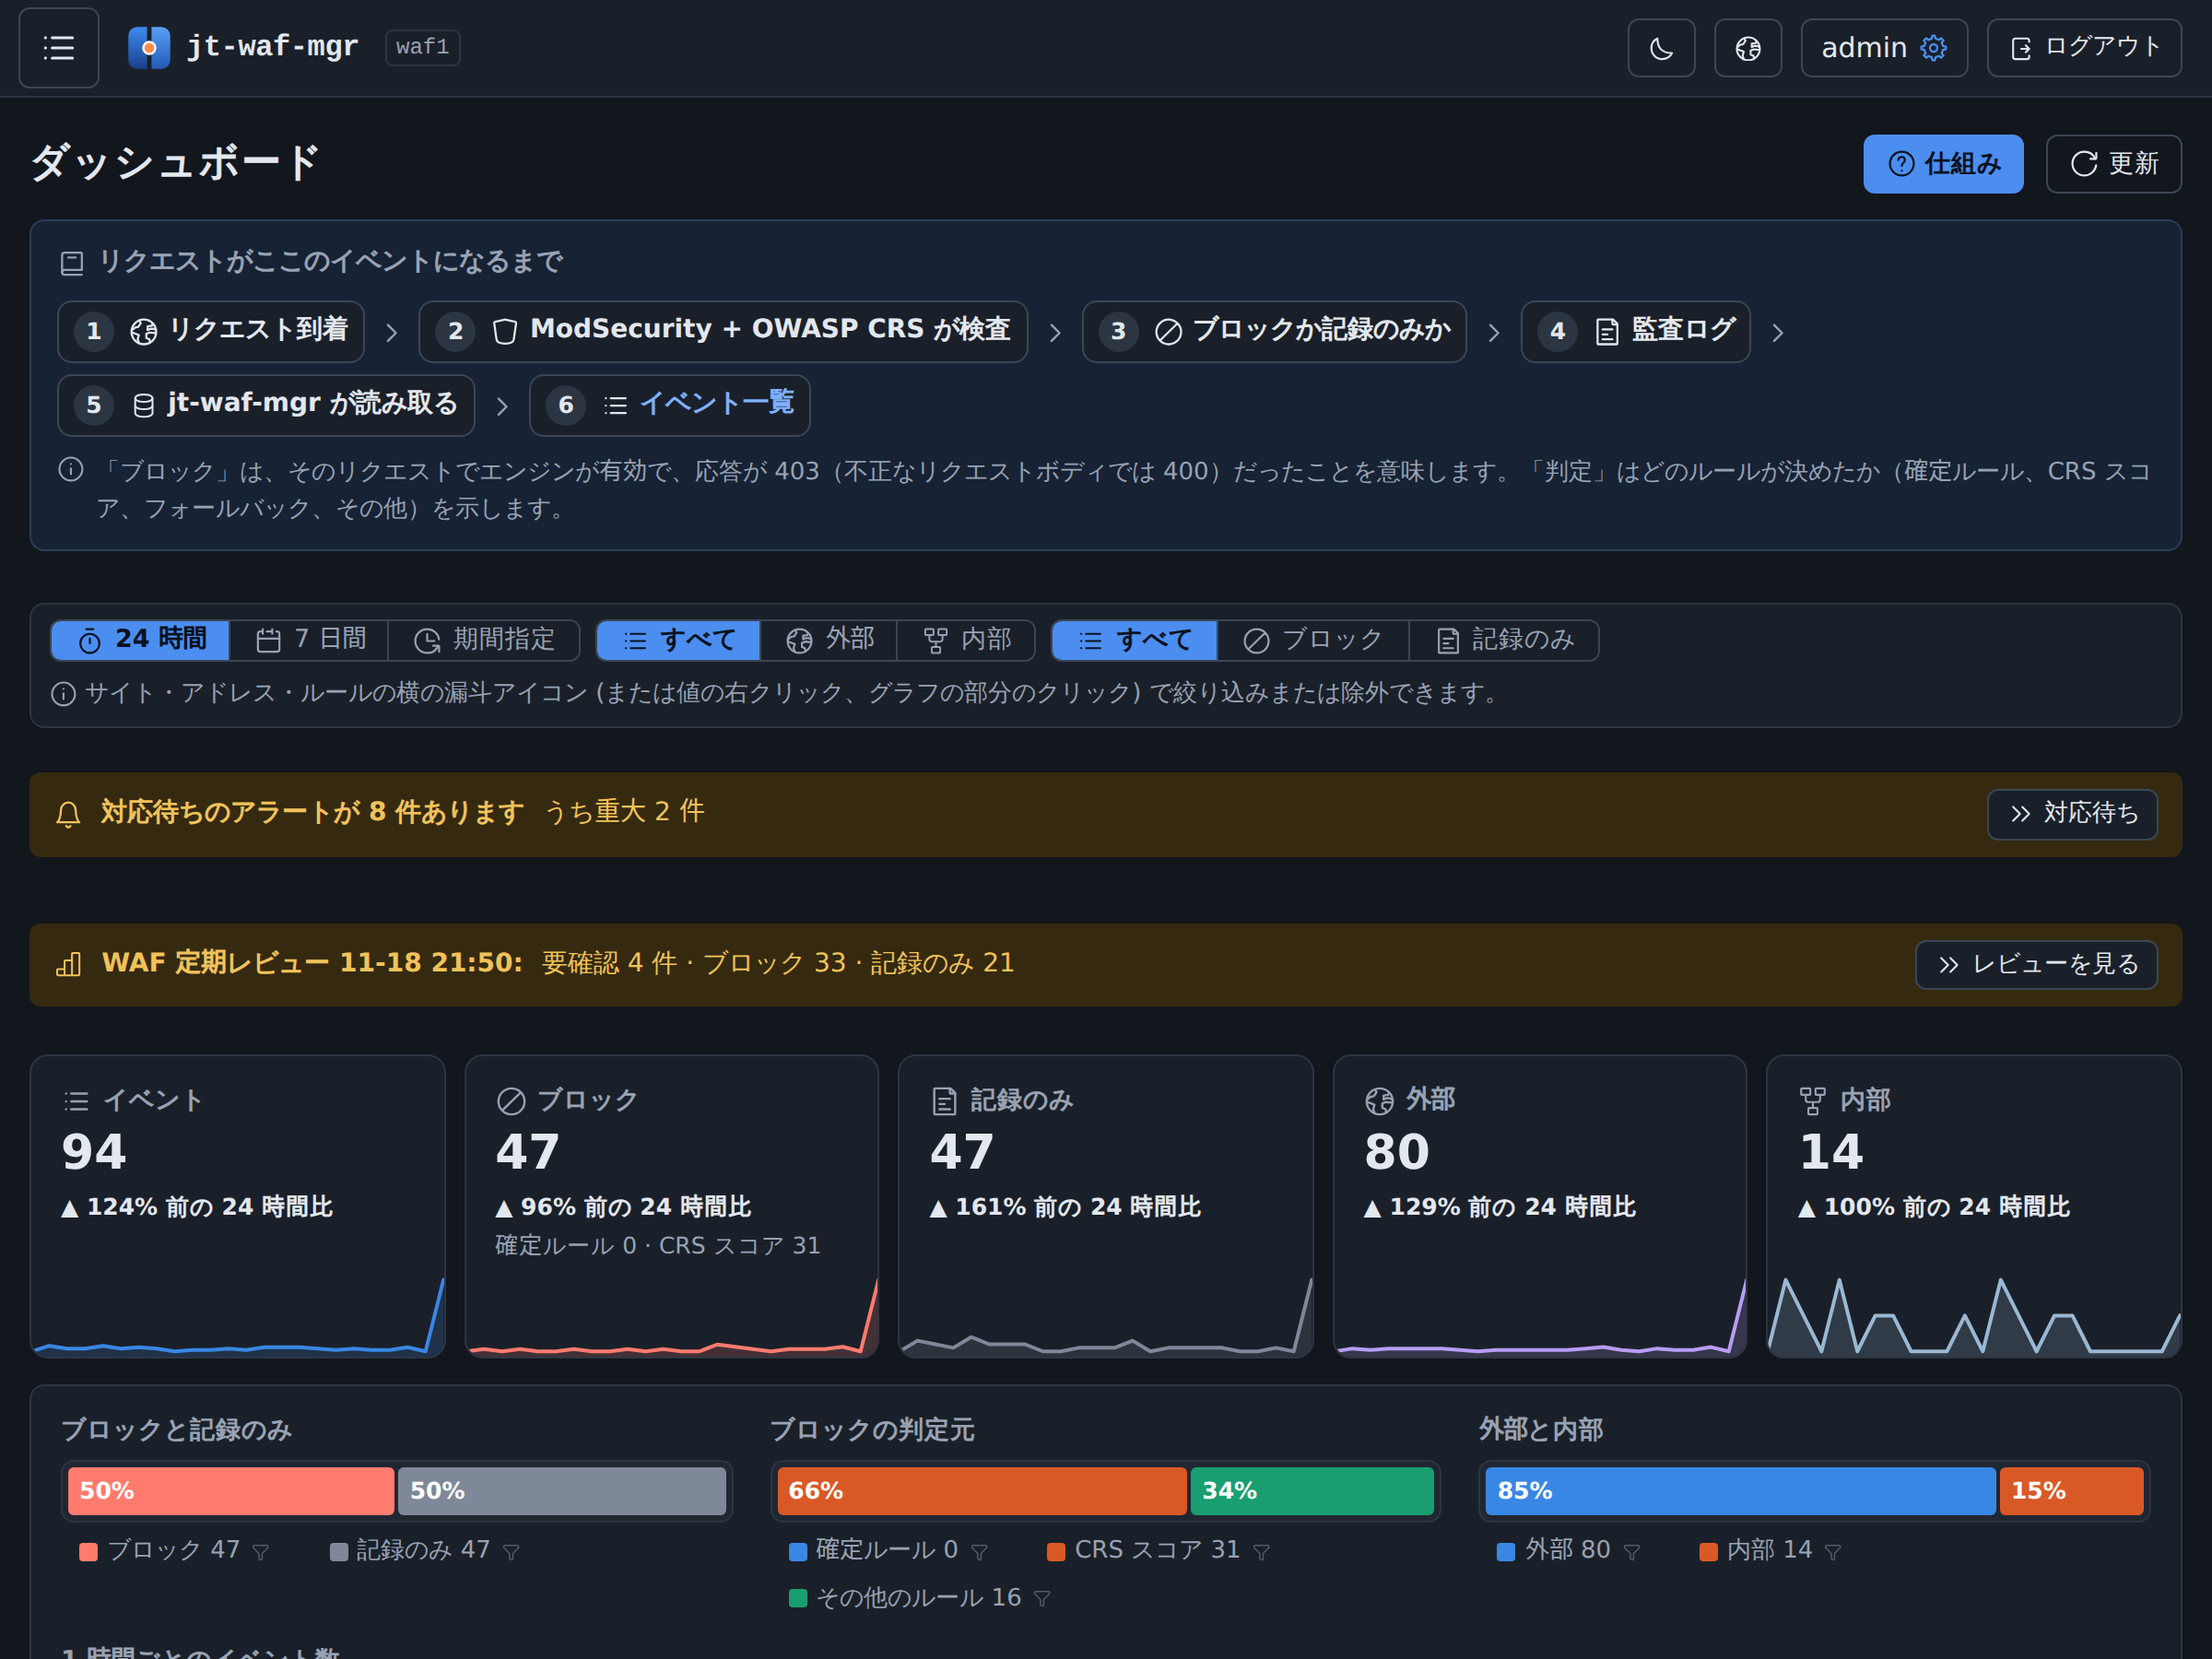 jt-waf-mgr waf1 admin ログアウト
ダッシュボード 仕組み 更新
リクエストがここのイベントになるまで
1 リクエスト到着 2 ModSecurity + OWASP CRS が検査 3 ブロックか記録のみか 4 監査ログ
5 jt-waf-mgr が読み取る 6 イベント一覧
「ブロック」は、そのリクエストでエンジンが有効で、応答が 403（不正なリクエストボディでは 400）だったことを意味します。「判定」はどのルールが決めたか（確定ルール、CRS スコ
ア、フォールバック、その他）を示します。
24 時間 7 日間 期間指定 すべて 外部 内部 すべて ブロック 記録のみ
サイト・アドレス・ルールの横の漏斗アイコン (または値の右クリック、グラフの部分のクリック) で絞り込みまたは除外できます。
対応待ちのアラートが 8 件あります うち重大 2 件 対応待ち
WAF 定期レビュー 11-18 21:50: 要確認 4 件 · ブロック 33 · 記録のみ 21 レビューを見る
イベント
94
▲ 124% 前の 24 時間比
ブロック
47
▲ 96% 前の 24 時間比
確定ルール 0 · CRS スコア 31
記録のみ
47
▲ 161% 前の 24 時間比
外部
80
▲ 129% 前の 24 時間比
内部
14
▲ 100% 前の 24 時間比
ブロックと記録のみ
50% 50%
ブロック 47 記録のみ 47
ブロックの判定元
66% 34%
確定ルール 0 CRS スコア 31
その他のルール 16
外部と内部
85% 15%
外部 80 内部 14
1 時間ごとのイベント数